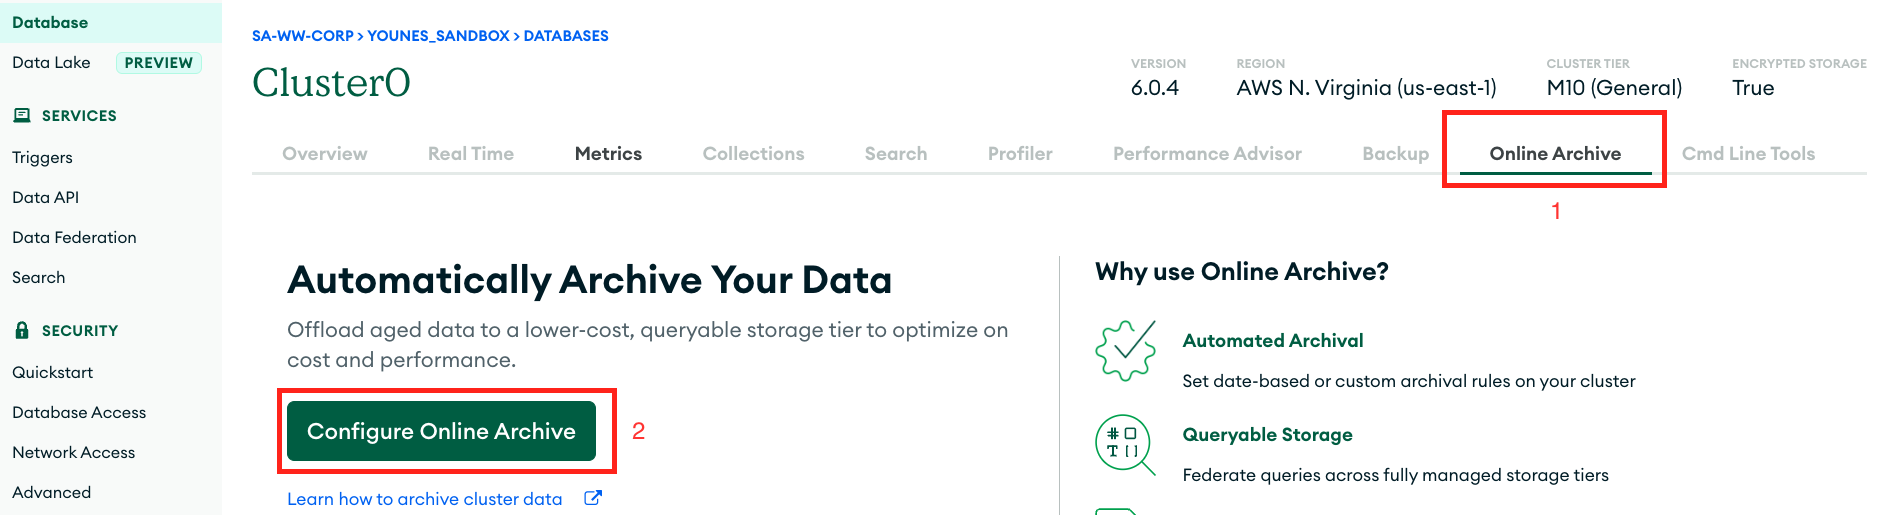 Database
Data Lake PREVIEW
SERVICES
Triggers
Data API
Data Federation
Search
SECURITY
Quickstart
Database Access
Network Access
Advanced
SA-WW-CORP > YOUNES_SANDBOX > DATABASES
Cluster0
VERSION
6.0.4
REGION
AWS N. Virginia (us-east-1)
CLUSTER TIER
M10 (General)
ENCRYPTED STORAGE
True
Overview Real Time Metrics Collections Search Profiler Performance Advisor Backup Online Archive Cmd Line Tools
1
Automatically Archive Your Data
Offload aged data to a lower-cost, queryable storage tier to optimize on
cost and performance.
Configure Online Archive
2
Learn how to archive cluster data
Why use Online Archive?
Automated Archival
Set date-based or custom archival rules on your cluster
Queryable Storage
Federate queries across fully managed storage tiers